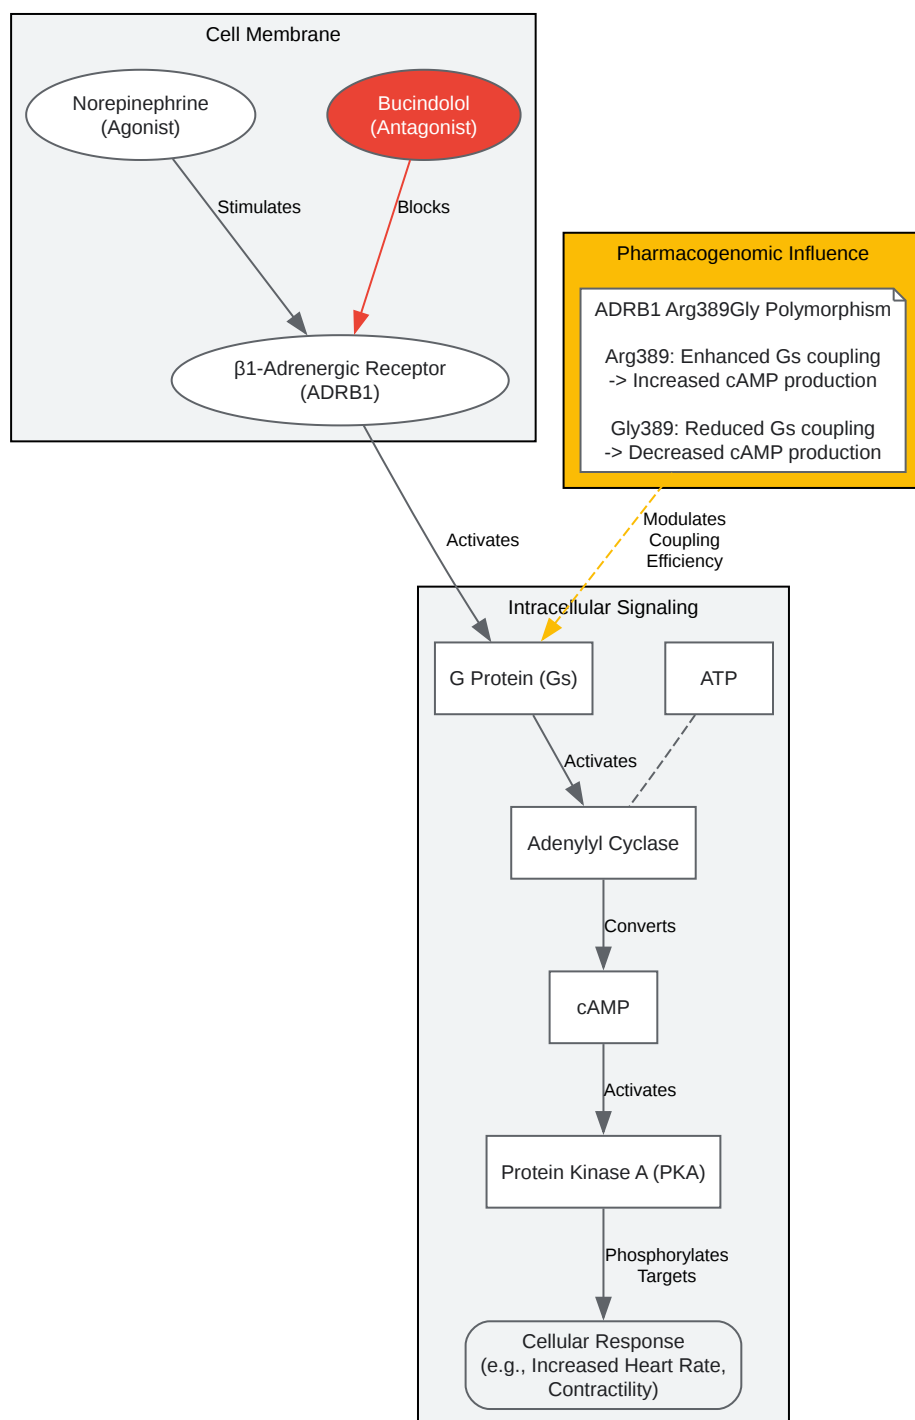 Cell Membrane
Norepinephrine
(Agonist)
Bucindolol
(Antagonist)
Stimulates
Blocks
β1-Adrenergic Receptor
(ADRB1)
Pharmacogenomic Influence
ADRB1 Arg389Gly Polymorphism
Arg389: Enhanced Gs coupling
-> Increased cAMP production
Gly389: Reduced Gs coupling
-> Decreased cAMP production
Activates
Modulates
Coupling
Efficiency
Intracellular Signaling
G Protein (Gs)
ATP
Activates
Adenylyl Cyclase
Converts
cAMP
Activates
Protein Kinase A (PKA)
Phosphorylates
Targets
Cellular Response
(e.g., Increased Heart Rate,
Contractility)